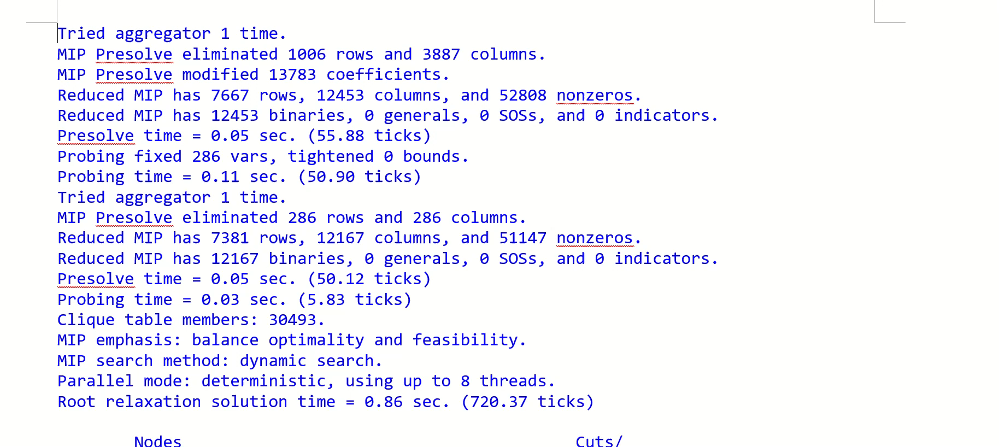 Tried aggregator 1 time.
MIP Presolve eliminated 1006 rows and 3887 columns.
MIP Presolve modified 13783 coefficients.
Reduced MIP has 7667 rows, 12453 columns, and 52808 nonzeros.
Reduced MIP has 12453 binaries, 0 generals, 0 SOSs, and 0 indicators.
Presolve time = 0.05 sec. (55.88 ticks)
Probing fixed 286 vars, tightened 0 bounds.
Probing time = 0.11 sec. (50.90 ticks)
Tried aggregator 1 time.
MIP Presolve eliminated 286 rows and 286 columns.
Reduced MIP has 7381 rows, 12167 columns, and 51147 nonzeros.
Reduced MIP has 12167 binaries, 0 generals, 0 SOSs, and 0 indicators.
Presolve time = 0.05 sec. (50.12 ticks)
Probing time = 0.03 sec. (5.83 ticks)
Clique table members: 30493.
MIP emphasis: balance optimality and feasibility.
MIP search method: dynamic search.
Parallel mode: deterministic, using up to 8 threads.
Root relaxation solution time = 0.86 sec. (720.37 ticks)
Nodes Cuts/